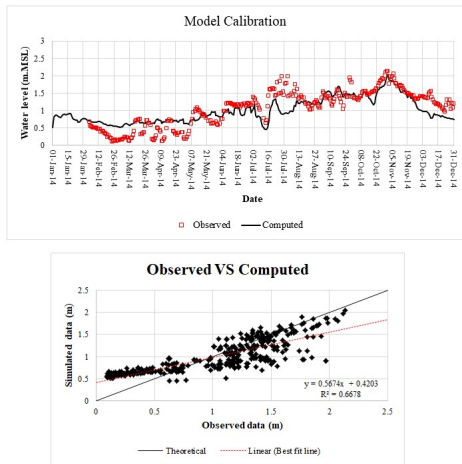 Model Calibration
Water level (m.MSL)
3
2.5
2
1.5
1
0.5
0
01-Jan-14
15-Jan-14
29-Jan-14
12-Feb-14
26-Feb-14
12-Mar-14
26-Mar-14
09-Apr-14
23-Apr-14
07-May-14
21-May-14
04-Jun-14
18-Jun-14
02-Jul-14
16-Jul-14
30-Jul-14
13-Aug-14
27-Aug-14
10-Sep-14
24-Sep-14
08-Oct-14
22-Oct-14
05-Nov-14
19-Nov-14
03-Dec-14
17-Dec-14
31-Dec-14
Date
Observed
Computed
Observed VS Computed
Simulated data (m)
2.5
2
1.5
1
0.5
0
y = 0.5674x + 0.4203
R² = 0.6678
0
0.5
1
1.5
2
2.5
Observed data (m)
Theoretical
Linear (Best fit line)